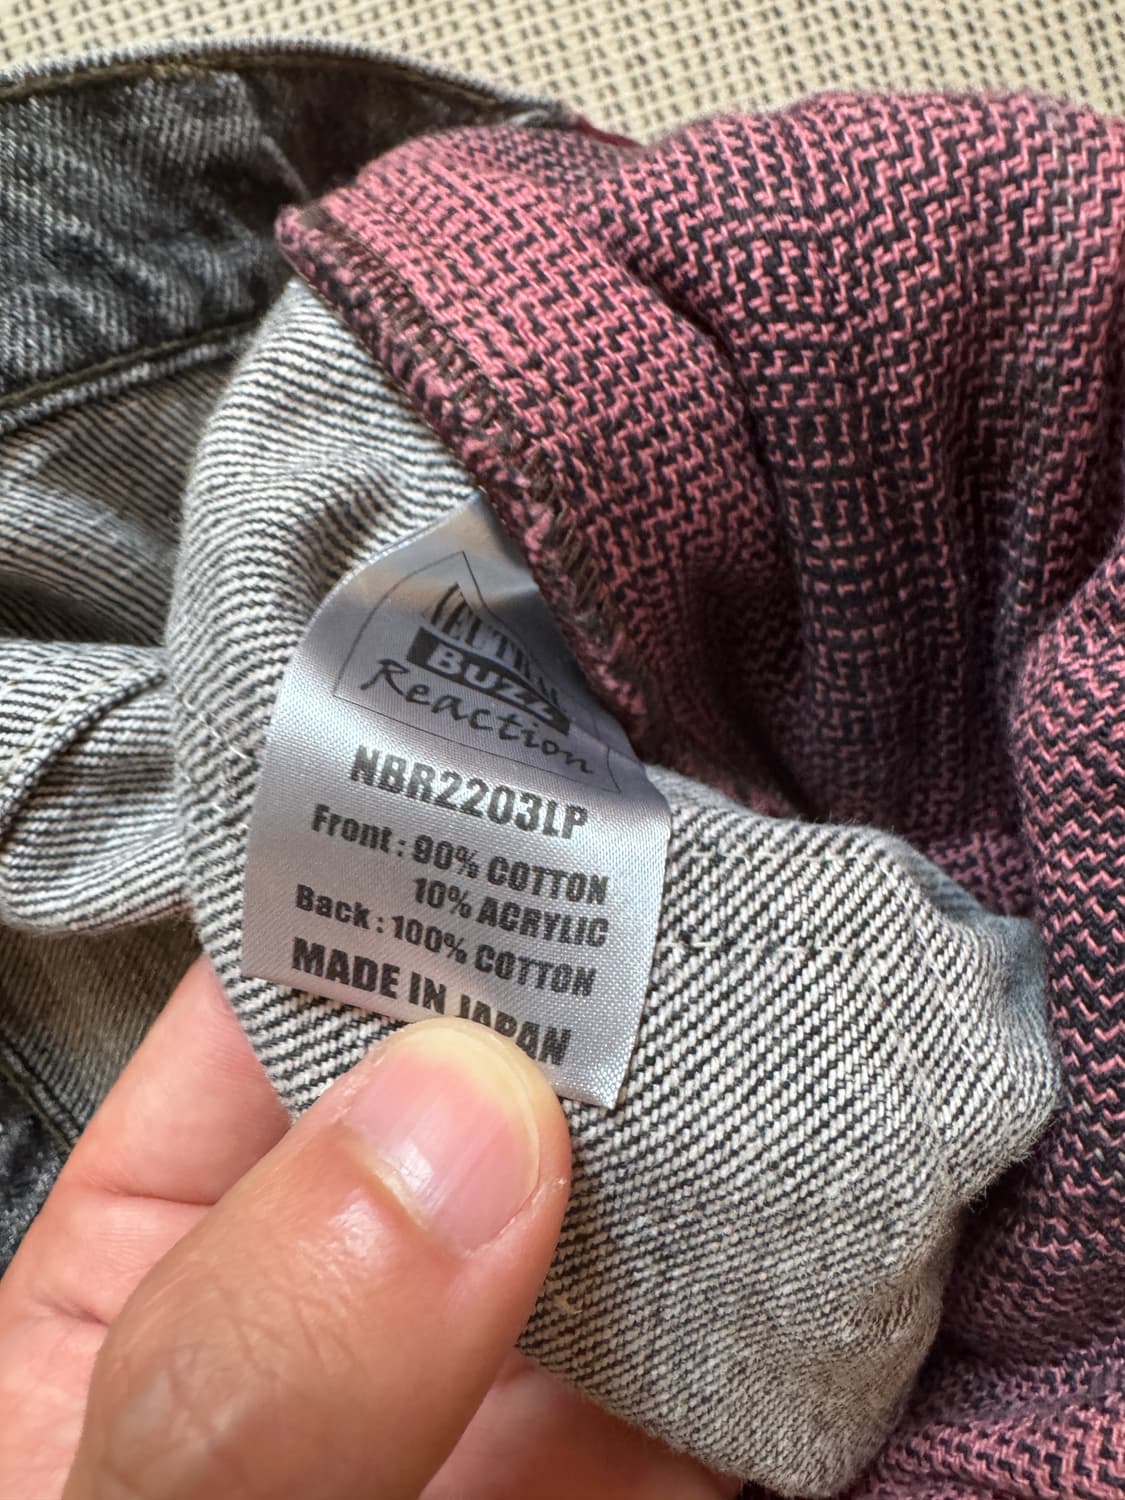 BUZZ
Reaction
NBR2203LP
Front : 90% COTTON
10% ACRYLIC
Back : 100% COTTON
MADE IN JAPAN